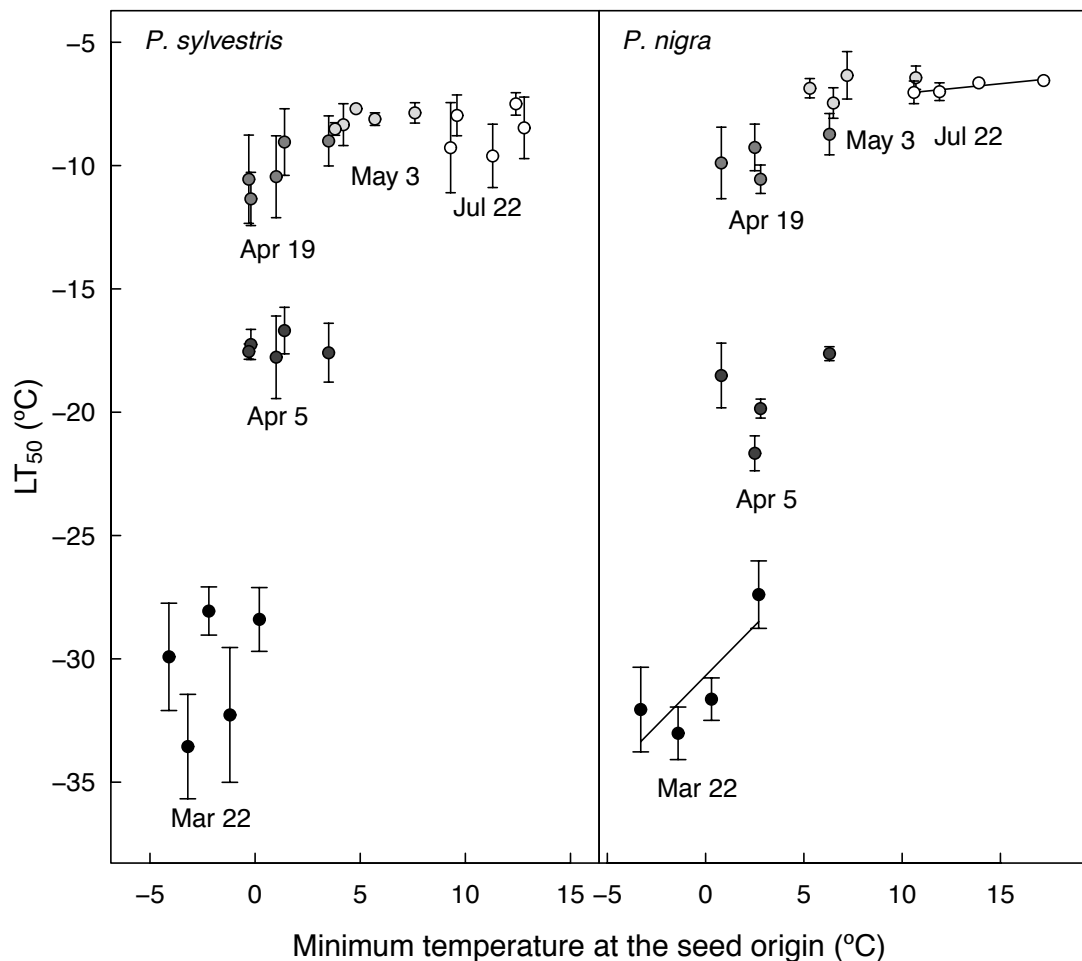 P. sylvestris
P. nigra
−5
−10
−15
−20
−25
−30
−35
LT50 (ºC)
May 3
Jul 22
Apr 19
Apr 5
Mar 22
May 3
Jul 22
Apr 19
Apr 5
Mar 22
−5 0 5 10 15
−5 0 5 10 15
Minimum temperature at the seed origin (ºC)